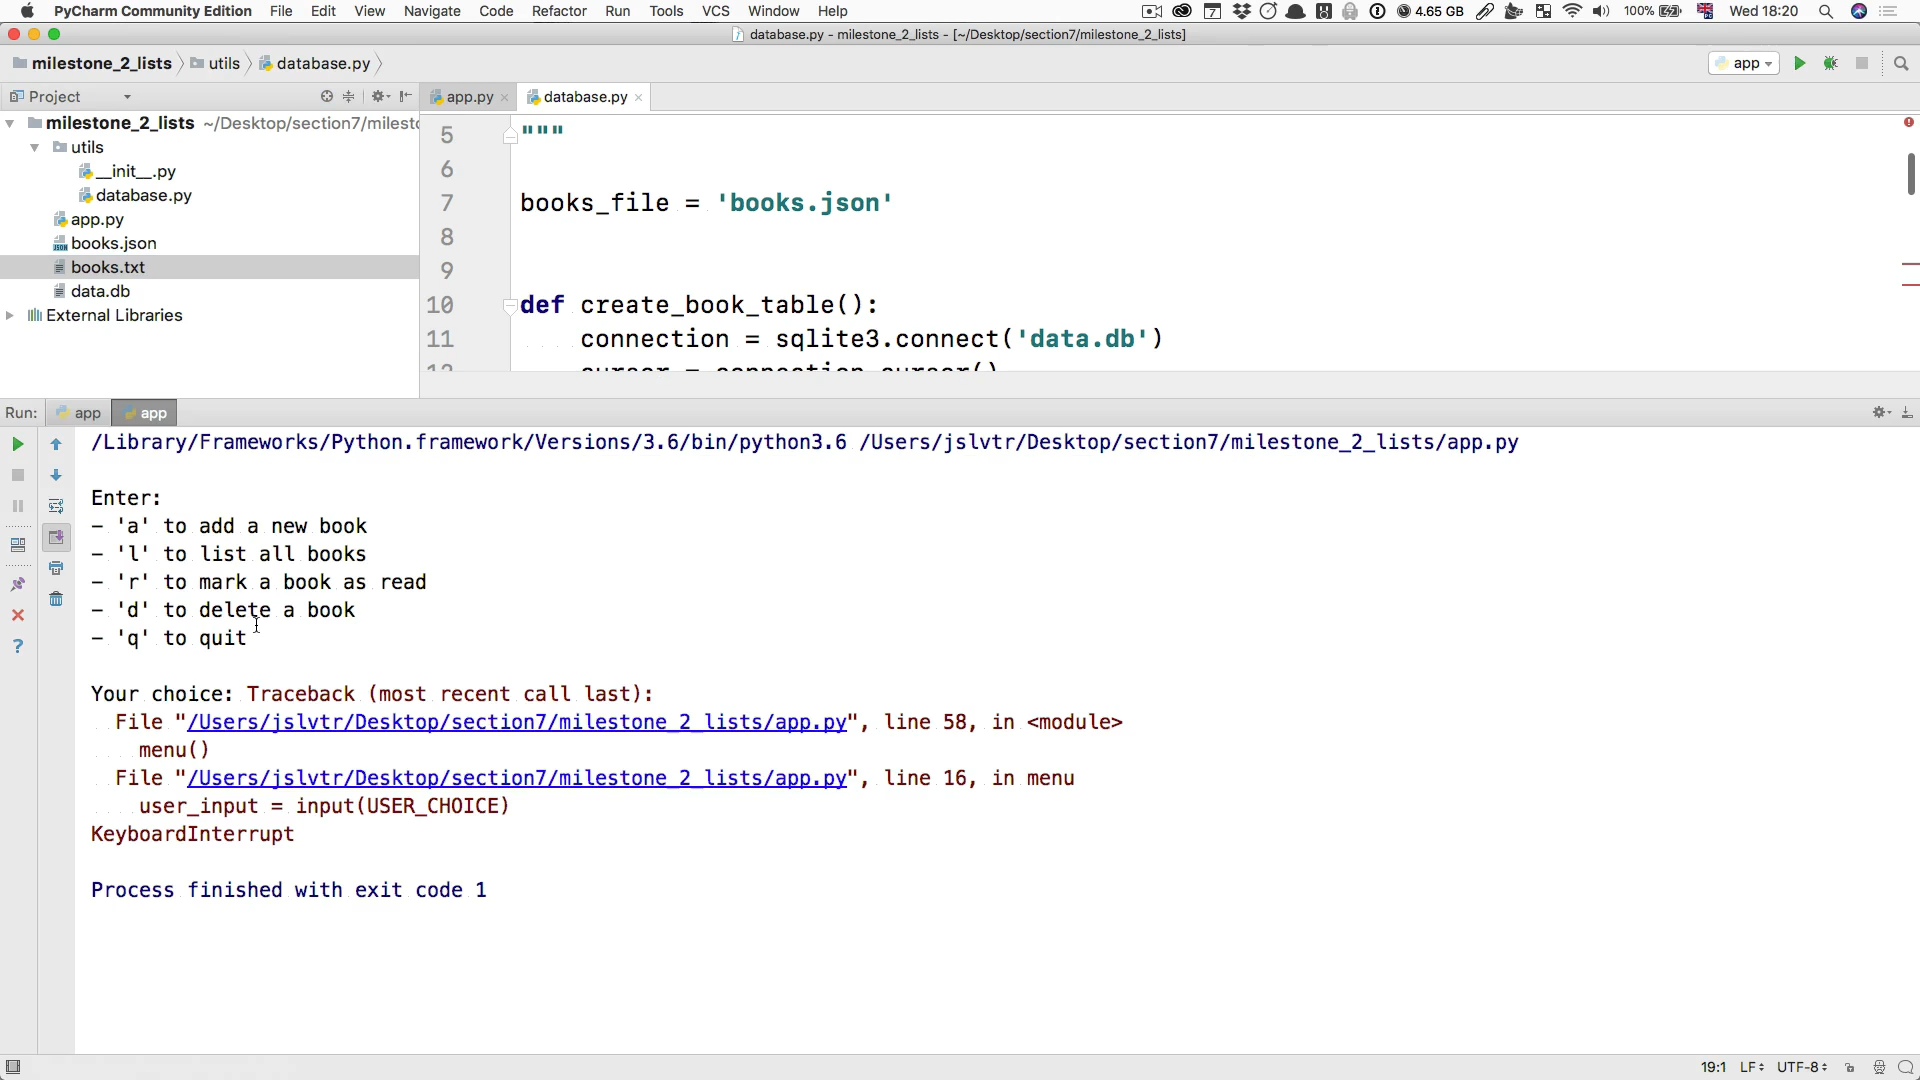 PyCharm Community Edition File Edit View Navigate Code Refactor Run Tools VCS Window Help 7 4.65 GB 100% Wed 18:20
database.py - milestone_2_lists - [~/Desktop/section7/milestone_2_lists]
milestone_2_lists utils database.py app
Project app.py database.py
milestone_2_lists ~/Desktop/section7/milest
utils
__init__.py
database.py
app.py
books.json
books.txt
data.db
External Libraries
5 """
6
7 books_file = 'books.json'
8
9
10 def create_book_table():
11 connection = sqlite3.connect('data.db')
12 cursor = connection.cursor()
Run: app app
/Library/Frameworks/Python.framework/Versions/3.6/bin/python3.6 /Users/jslvtr/Desktop/section7/milestone_2_lists/app.py
Enter:
- 'a' to add a new book
- 'l' to list all books
- 'r' to mark a book as read
- 'd' to delete a book
- 'q' to quit
Your choice: Traceback (most recent call last):
File "/Users/jslvtr/Desktop/section7/milestone_2_lists/app.py", line 58, in <module>
menu()
File "/Users/jslvtr/Desktop/section7/milestone_2_lists/app.py", line 16, in menu
user_input = input(USER_CHOICE)
KeyboardInterrupt
Process finished with exit code 1
19:1 LF UTF-8